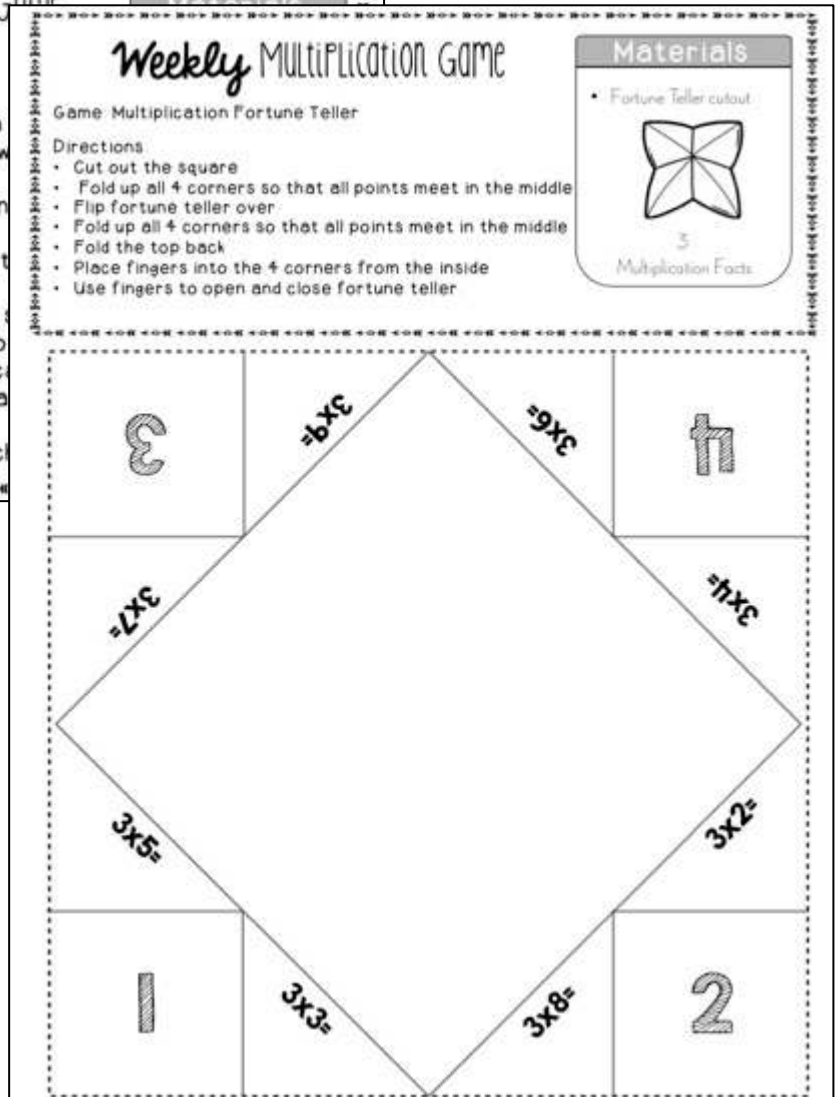 Weekly Multiplication Game
Materials
Game Multiplication Fortune Teller
• Fortune Teller cutout
Directions
• Cut out the square
• Fold up all 4 corners so that all points meet in the middle
• Flip fortune teller over
• Fold up all 4 corners so that all points meet in the middle
• Fold the top back
• Place fingers into the 4 corners from the inside
• Use fingers to open and close fortune teller
3
Multiplication Facts
3
3x9=
3x6=
4
3x7=
3x4=
3x5=
3x2=
1
3x3=
3x8=
2